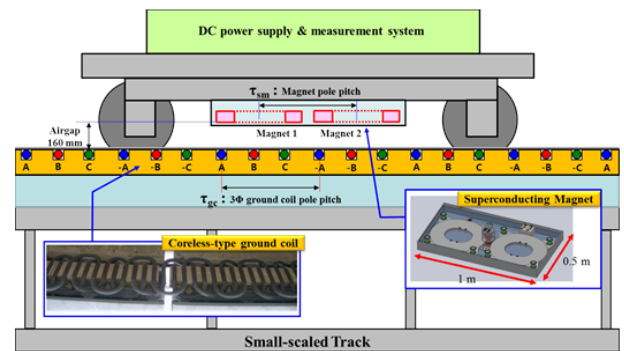 DC power supply & measurement system
τsm : Magnet pole pitch
Airgap
160 mm
Magnet 1 Magnet 2
A B C -A -B -C A B C -A -B -C A B C -A -B -C A
τgc : 3Φ ground coil pole pitch
Superconducting Magnet
Coreless-type ground coil
0.5 m
1 m
Small-scaled Track